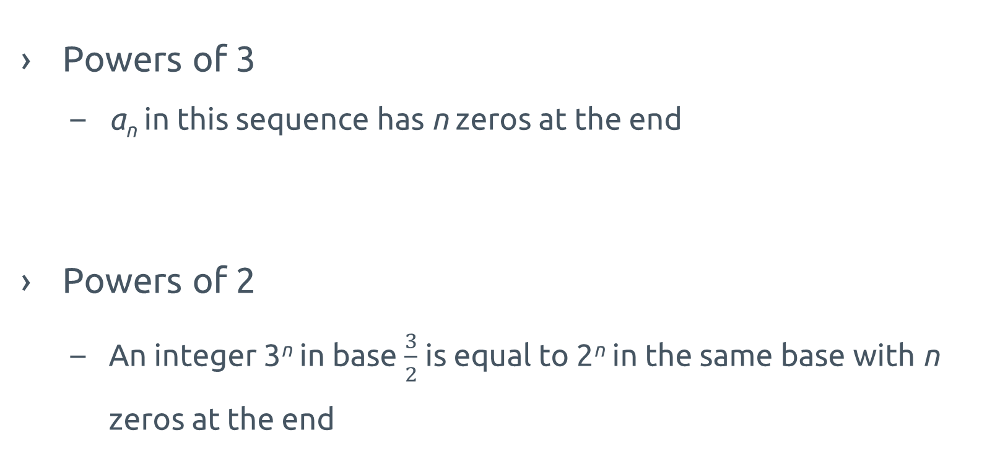 › Powers of 3
– aₙ in this sequence has n zeros at the end
› Powers of 2
– An integer 3ⁿ in base 3/2 is equal to 2ⁿ in the same base with n
zeros at the end